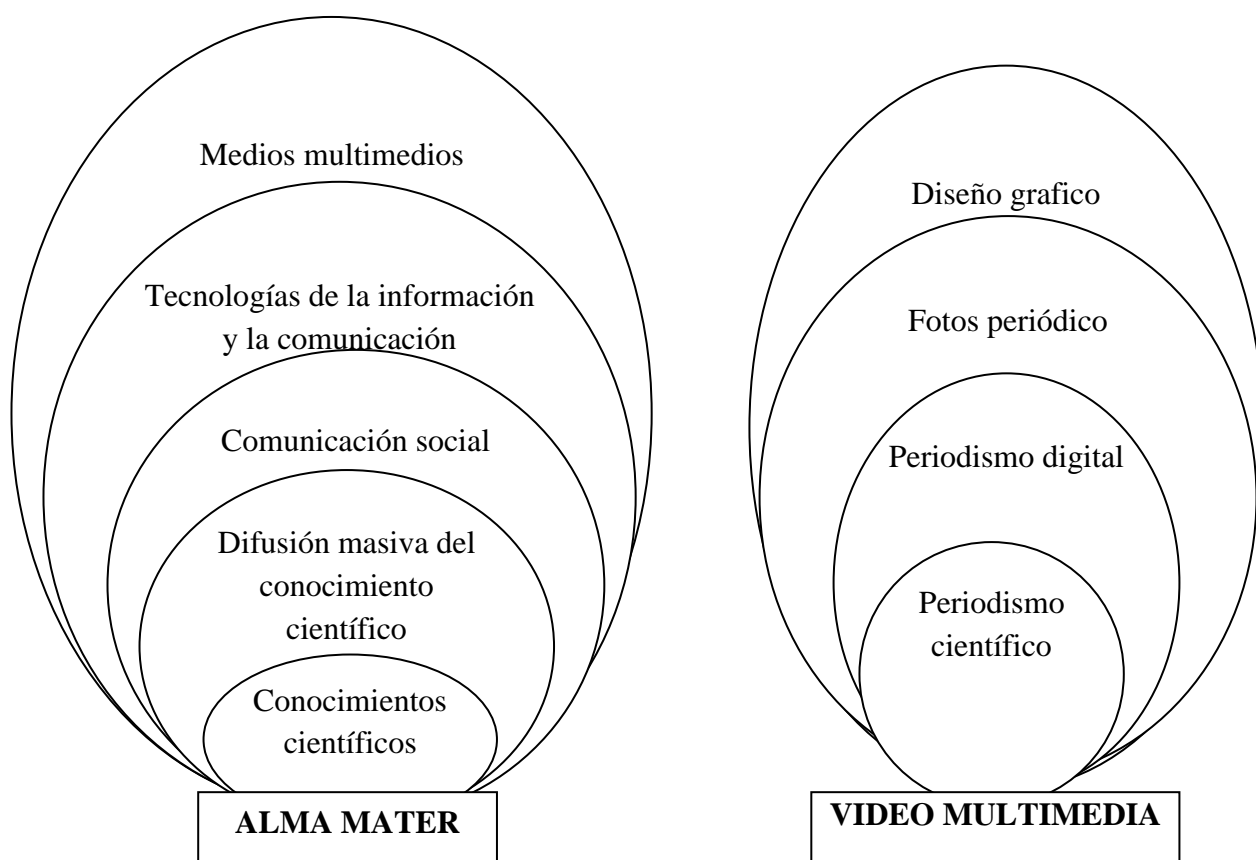 Medios multimedios
Tecnologías de la información
y la comunicación
Comunicación social
Difusión masiva del
conocimiento
científico
Conocimientos
científicos
ALMA MATER
Diseño grafico
Fotos periódico
Periodismo digital
Periodismo
científico
VIDEO MULTIMEDIA